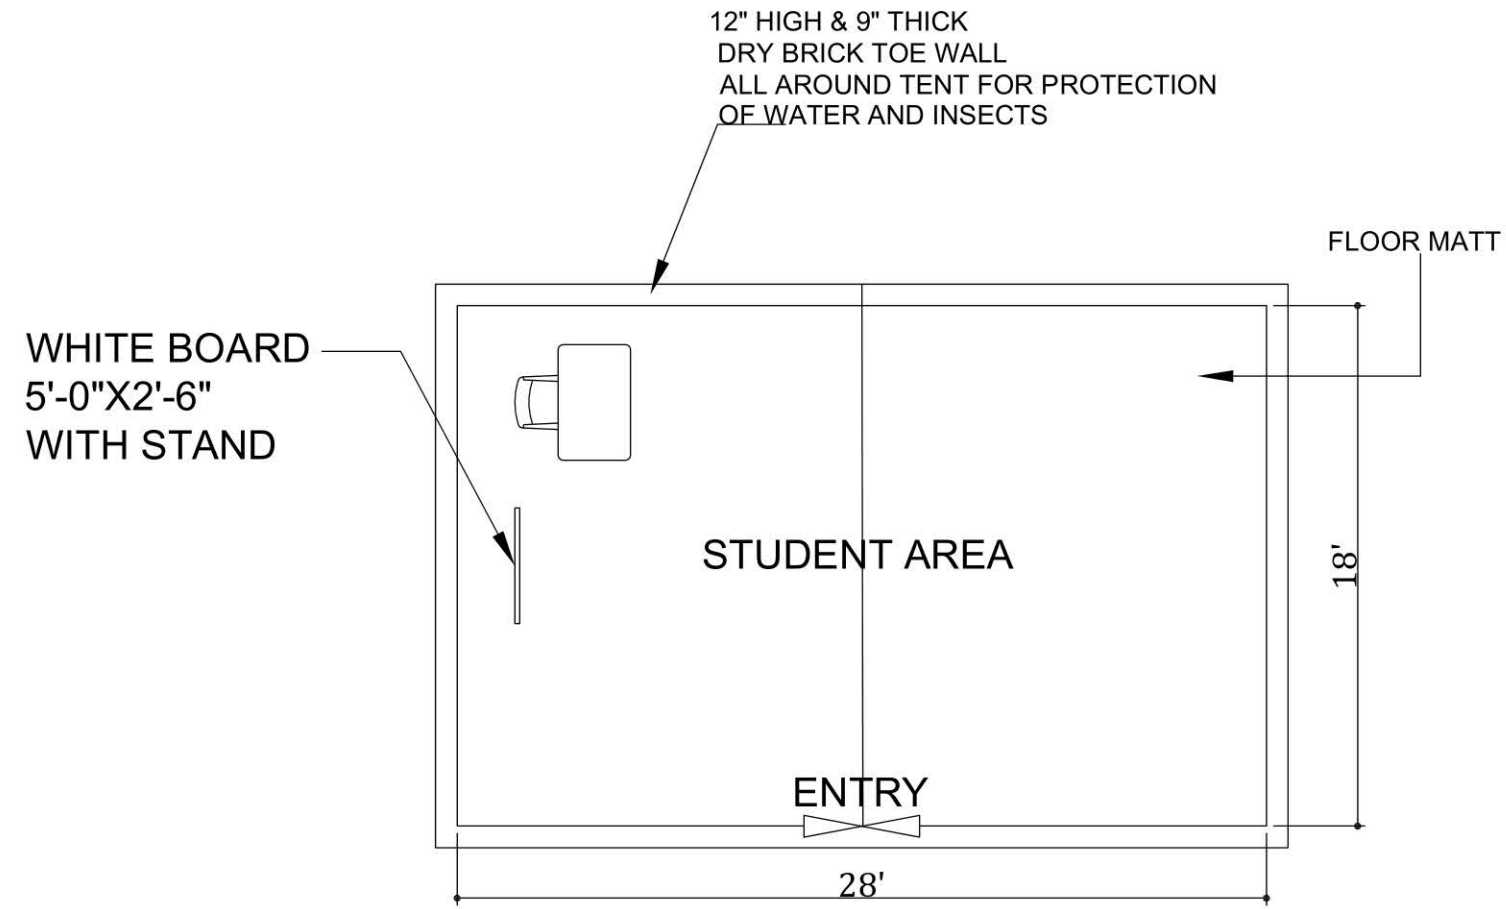 12" HIGH & 9" THICK
DRY BRICK TOE WALL
ALL AROUND TENT FOR PROTECTION
OF WATER AND INSECTS
FLOOR MATT
WHITE BOARD
5'-0"X2'-6"
WITH STAND
STUDENT AREA
18'
ENTRY
28'